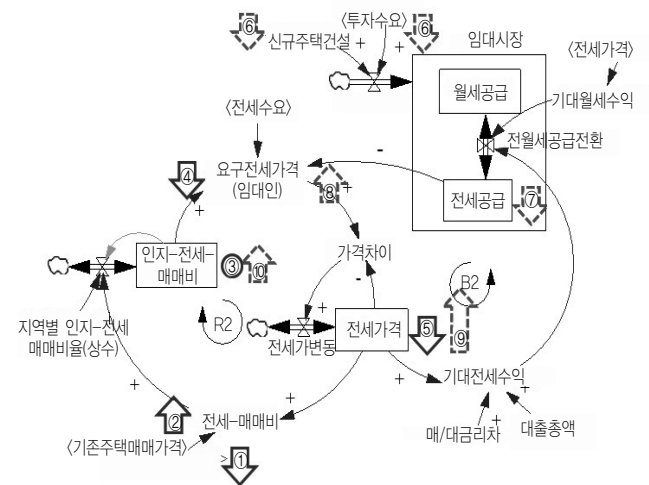 ⑥
〈투자수요〉
⑥
신규주택건설
+
+
임대시장
〈전세가격〉
월세공급
기대월세수익
〈전세수요〉
전월세공급전환
-
④
요구전세가격
(임대인)
⑧
+
전세공급
⑦
+
인지-전세-
매매비
③
⑩
가격차이
B2
-
지역별 인지-전세
매매비율(상수)
R2
+
전세가변동
전세가격
⑤
⑨
+
+
+
기대전세수익
+
②
전세-매매비
〈기존주택매매가격〉
+
+
매/대금리차
대출총액
>
①